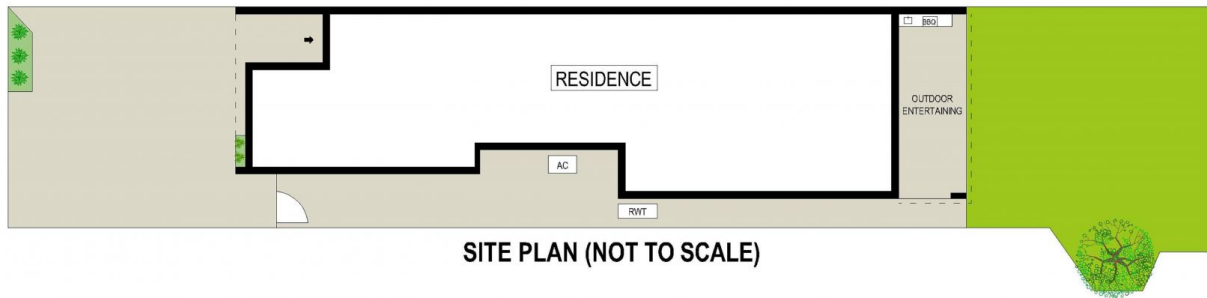 BBQ
RESIDENCE
OUTDOOR
ENTERTAINING
AC
RWT
SITE PLAN (NOT TO SCALE)